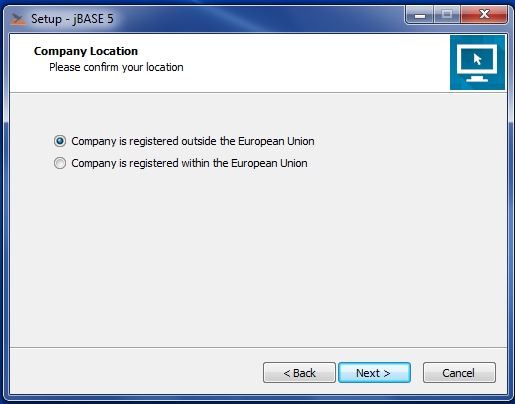 Setup - jBASE 5
Company Location
Please confirm your location
Company is registered outside the European Union
Company is registered within the European Union
< Back
Next >
Cancel